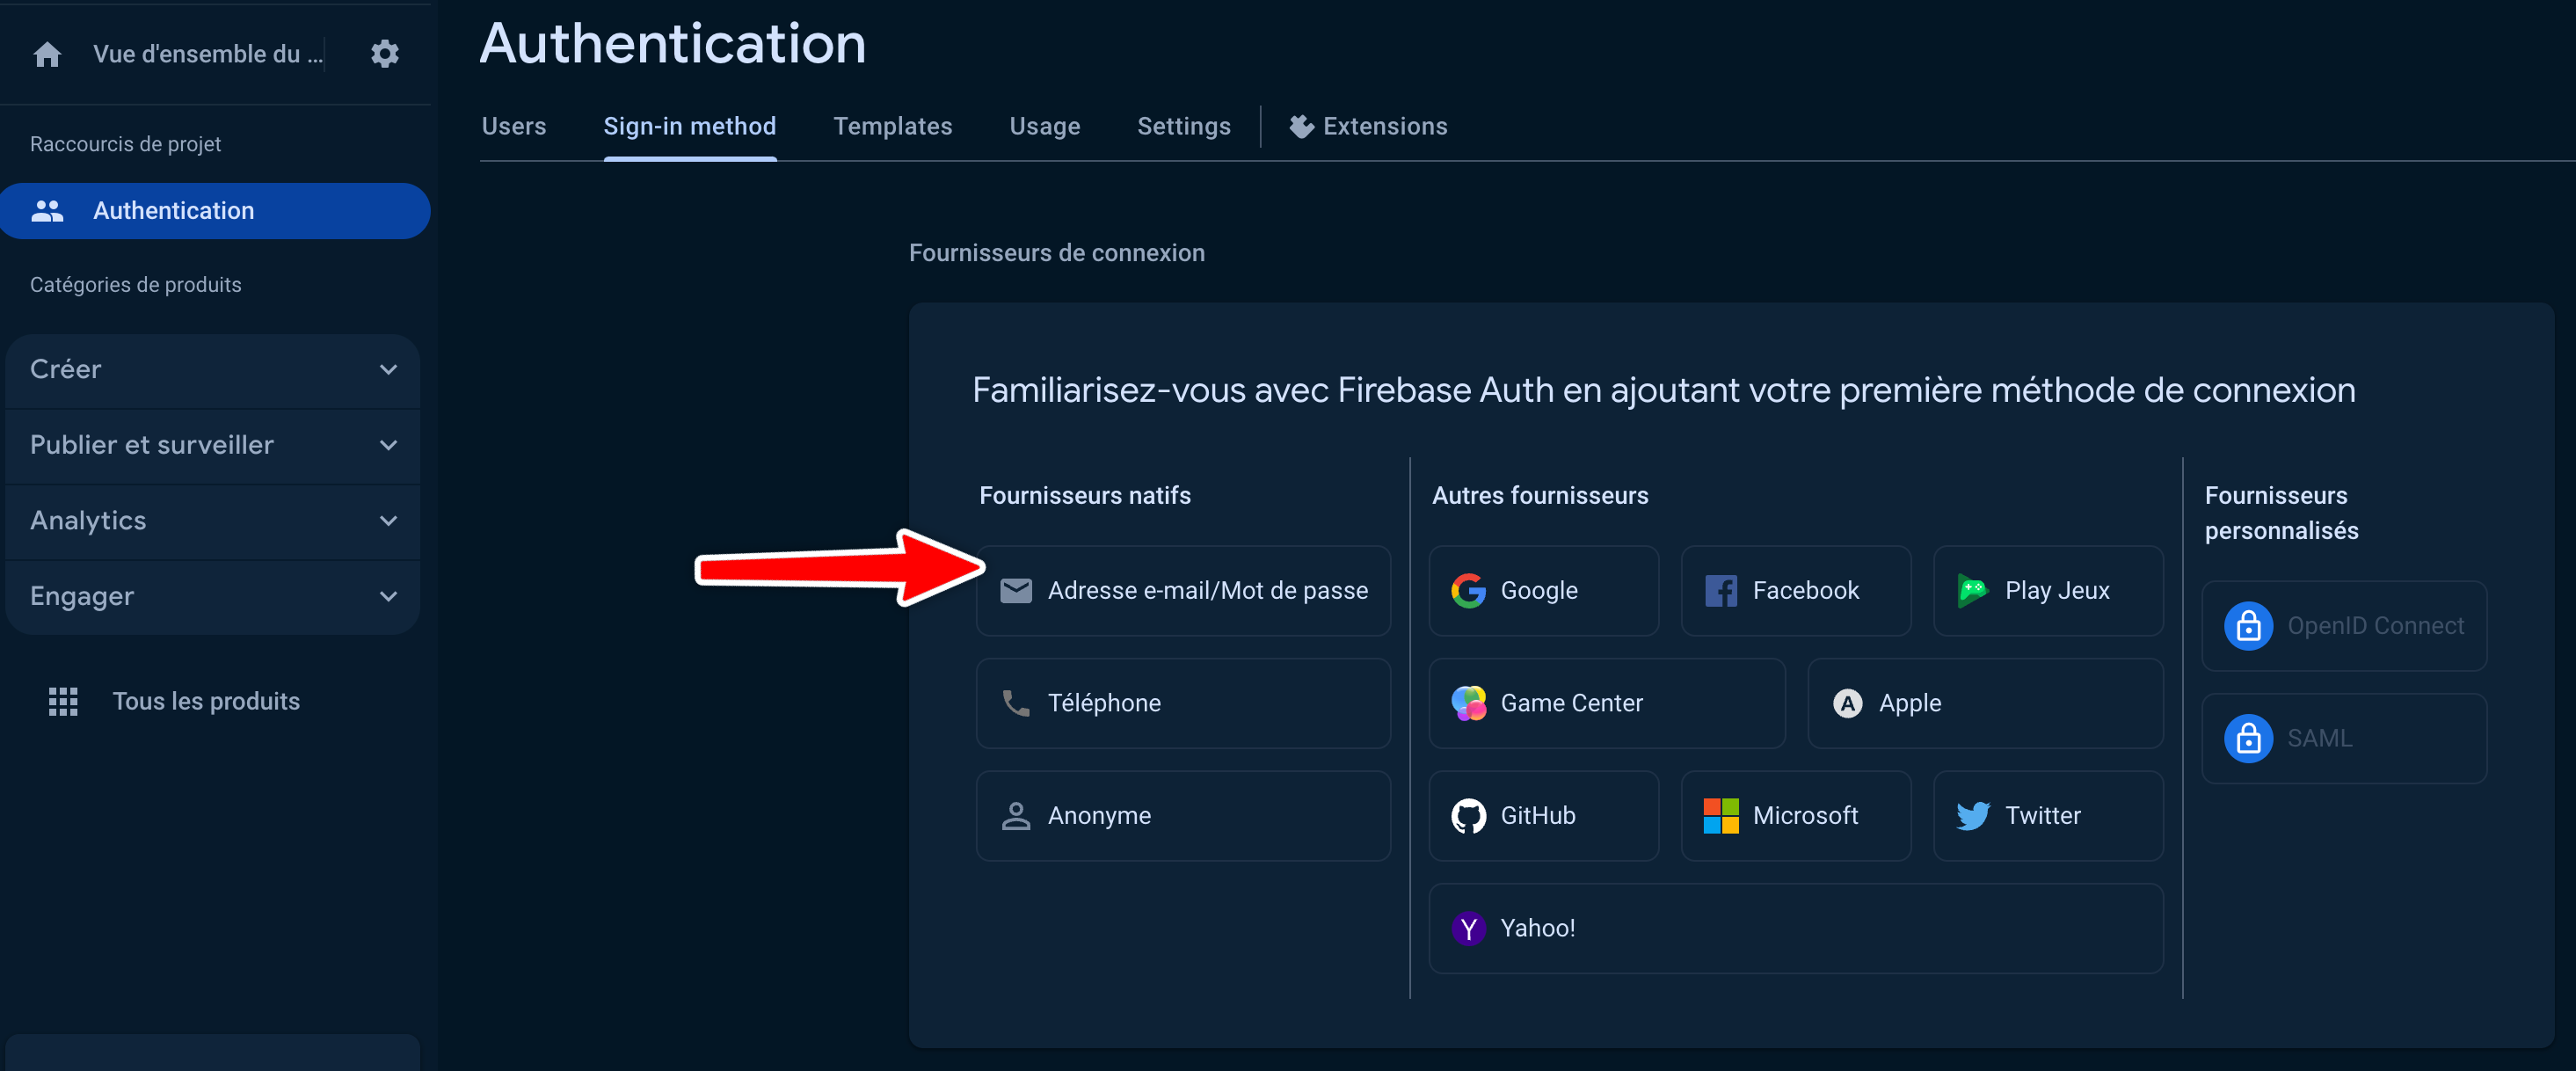 Vue d'ensemble du ...
Raccourcis de projet
Authentication
Catégories de produits
Créer
Publier et surveiller
Analytics
Engager
Tous les produits
Authentication
Users
Sign-in method
Templates
Usage
Settings
Extensions
Fournisseurs de connexion
Familiarisez-vous avec Firebase Auth en ajoutant votre première méthode de connexion
Fournisseurs natifs
Adresse e-mail/Mot de passe
Téléphone
Anonyme
Autres fournisseurs
Google
Facebook
Play Jeux
Game Center
Apple
GitHub
Microsoft
Twitter
Yahoo!
Fournisseurs
personnalisés
OpenID Connect
SAML